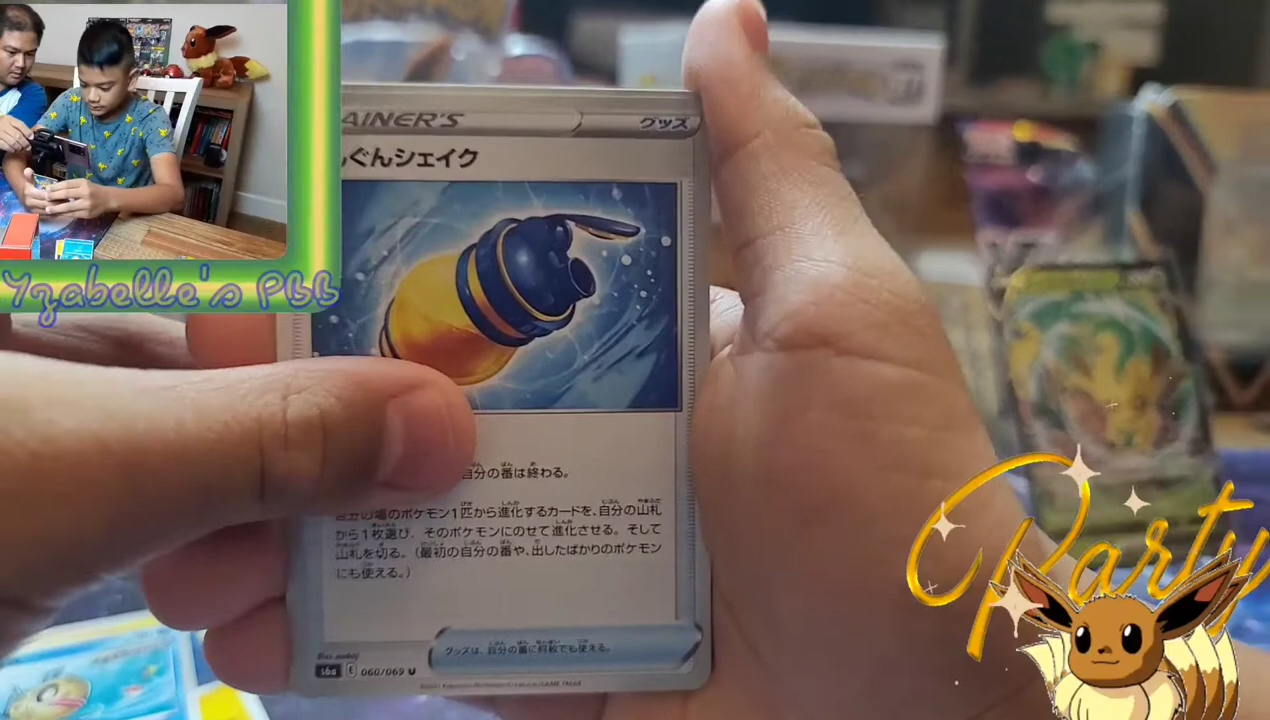 Yzabelle's PBB
AINER'S
グッズ
ぐんシェイク
自分の番は終わる。
自分の場のポケモン1匹から進化するカードを、自分の山札
から1枚選び、そのポケモンにのせて進化させる。そして
山札を切る。(最初の自分の番や、出したばかりのポケモン
にも使える。)
グッズは、自分の番に何枚でも使える。
s6a E 060/069 U
Party